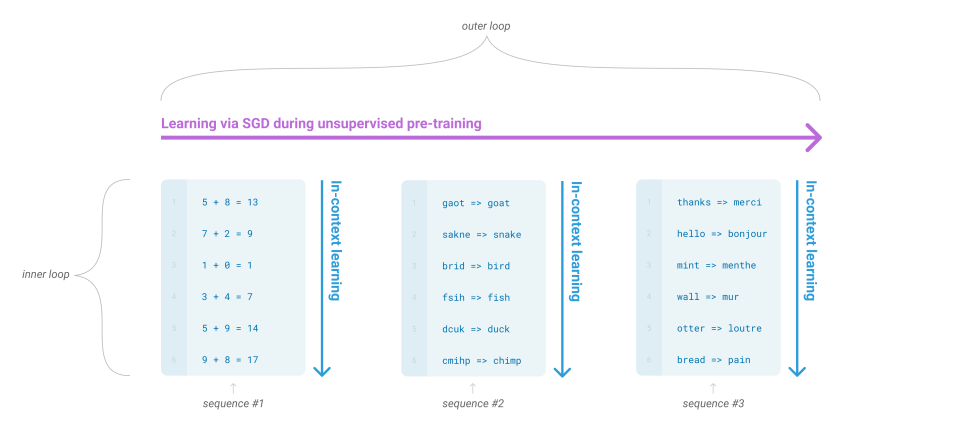 outer loop
Learning via SGD during unsupervised pre-training
inner loop
1 5 + 8 = 13
2 7 + 2 = 9
3 1 + 0 = 1
4 3 + 4 = 7
5 5 + 9 = 14
6 9 + 8 = 17
In-context learning
sequence #1
1 gaot => goat
2 sakne => snake
3 brid => bird
4 fsih => fish
5 dcuk => duck
6 cmihp => chimp
In-context learning
sequence #2
1 thanks => merci
2 hello => bonjour
3 mint => menthe
4 wall => mur
5 otter => loutre
6 bread => pain
In-context learning
sequence #3